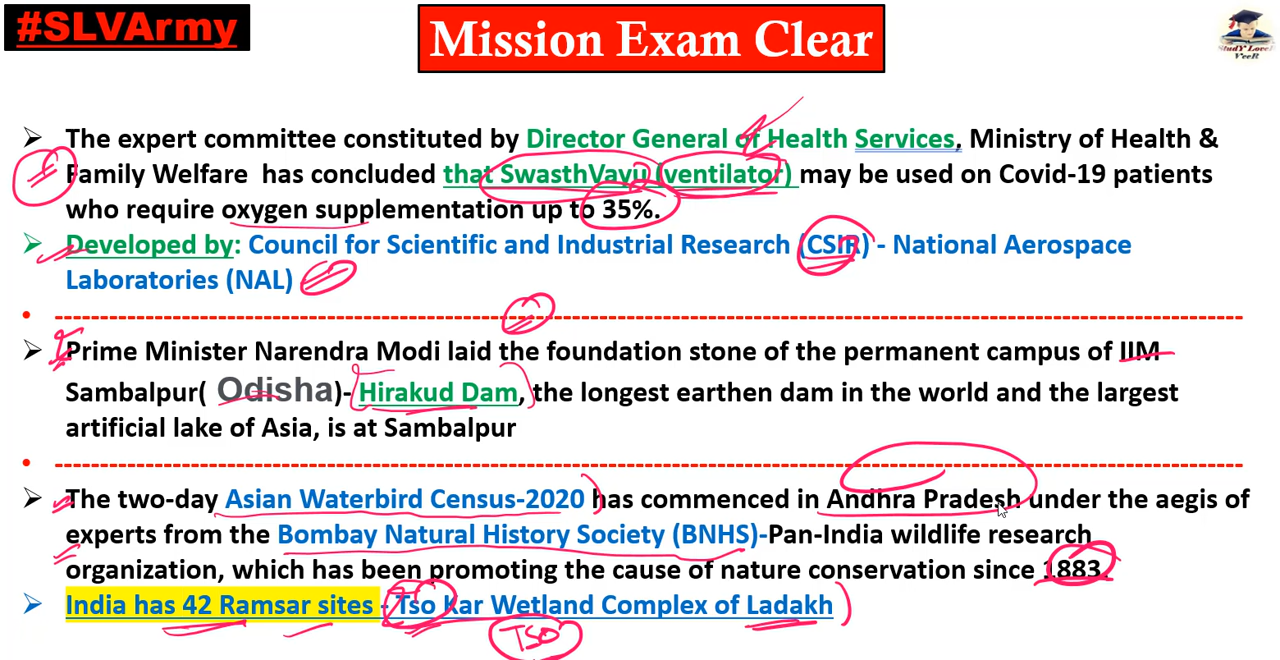 #SLVArmy
Mission Exam Clear
StudY LoveR
VeeR
The expert committee constituted by Director General of Health Services, Ministry of Health &
Family Welfare has concluded that SwasthVayu (ventilator) may be used on Covid-19 patients
who require oxygen supplementation up to 35%.
Developed by: Council for Scientific and Industrial Research (CSIR) - National Aerospace
Laboratories (NAL)
Prime Minister Narendra Modi laid the foundation stone of the permanent campus of IIM
Sambalpur( Odisha)- Hirakud Dam, the longest earthen dam in the world and the largest
artificial lake of Asia, is at Sambalpur
The two-day Asian Waterbird Census-2020 has commenced in Andhra Pradesh under the aegis of
experts from the Bombay Natural History Society (BNHS)-Pan-India wildlife research
organization, which has been promoting the cause of nature conservation since 1883.
India has 42 Ramsar sites - Tso Kar Wetland Complex of Ladakh
TSO